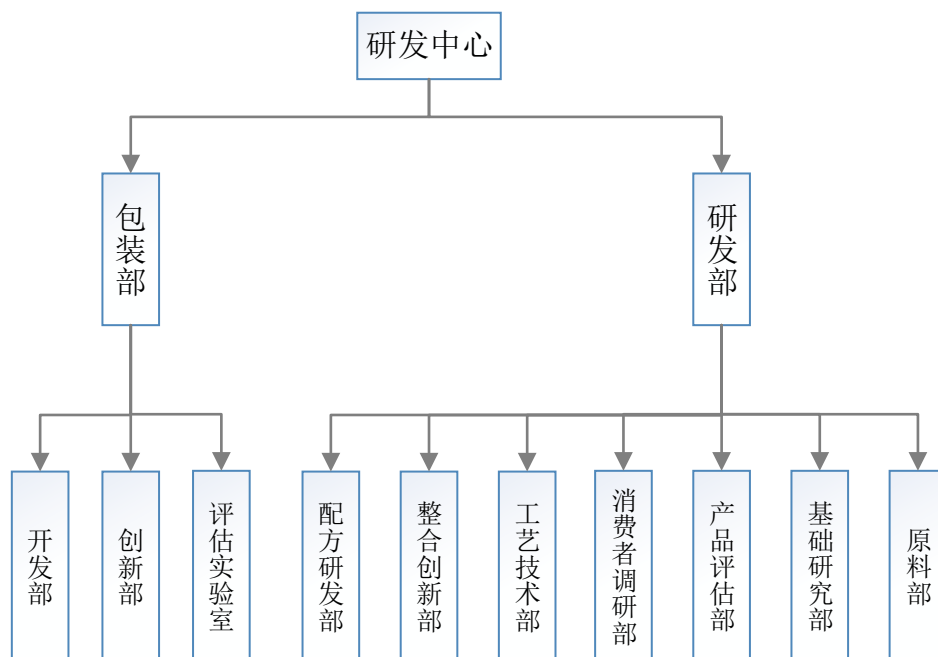 研发中心
包装部
研发部
开发部
创新部
评估实验室
配方研发部
整合创新部
工艺技术部
消费者调研部
产品评估部
基础研究部
原料部